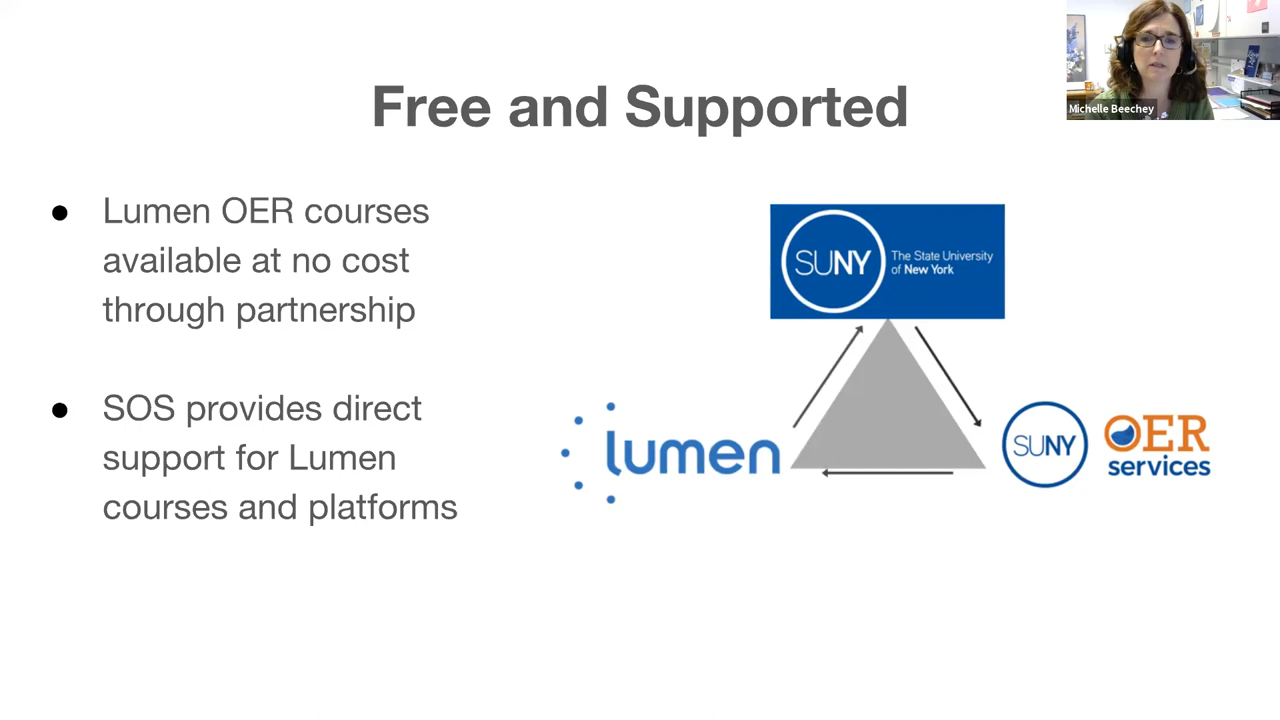 Free and Supported
Michelle Beechey
● Lumen OER courses
available at no cost
through partnership
● SOS provides direct
support for Lumen
courses and platforms
SUNY
The State University
of New York
lumen
SUNY
OER
services